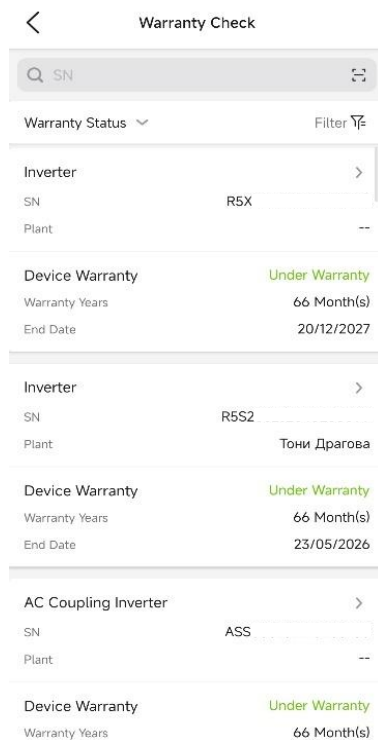 Warranty Check
SN
Warranty Status
Filter
Inverter
SN R5X
Plant --
Device Warranty Under Warranty
Warranty Years 66 Month(s)
End Date 20/12/2027
Inverter
SN R5S2
Plant Тони Драгова
Device Warranty Under Warranty
Warranty Years 66 Month(s)
End Date 23/05/2026
AC Coupling Inverter
SN ASS
Plant --
Device Warranty Under Warranty
Warranty Years 66 Month(s)